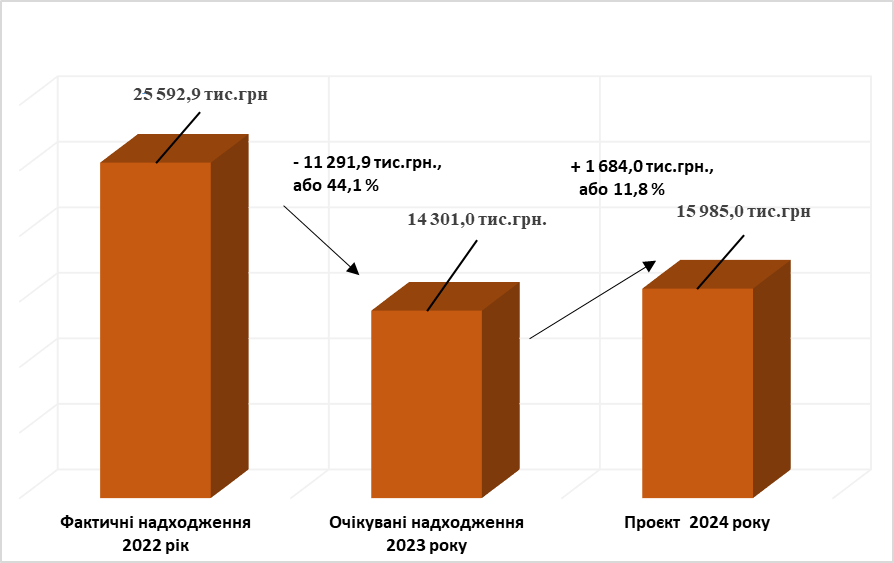 25 592,9 тис.грн
- 11 291,9 тис.грн.,
або 44,1 %
+ 1 684,0 тис.грн.,
або 11,8 %
14 301,0 тис.грн.
15 985,0 тис.грн
Фактичні надходження
2022 рік
Очікувані надходження
2023 року
Проєкт 2024 року